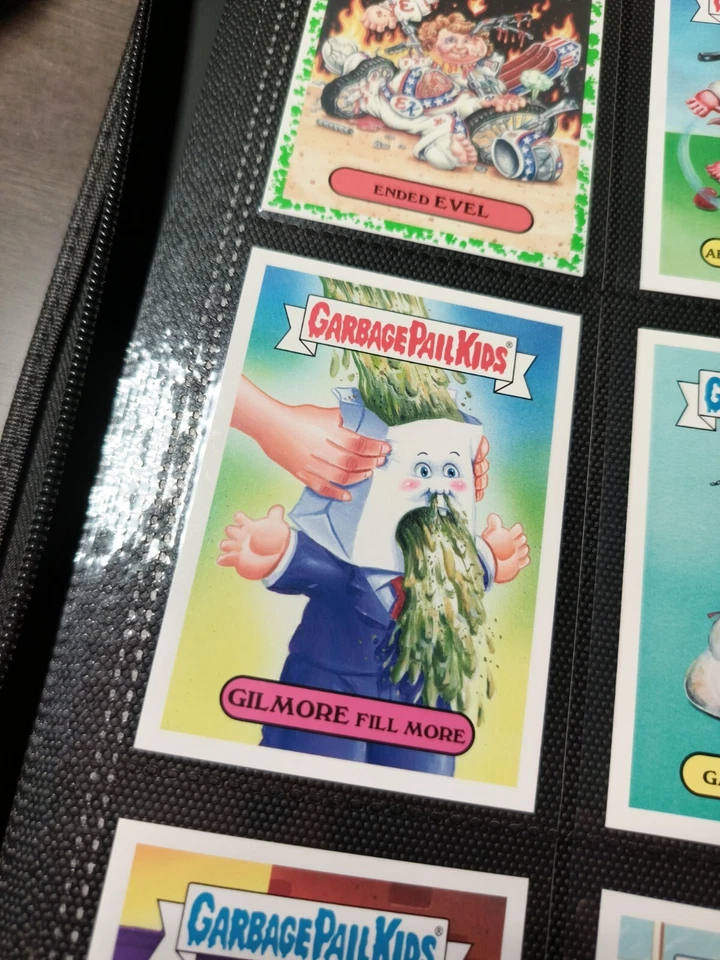 ENDED EVEL
GARBAGE PAIL KIDS®
GILMORE FILL MORE
GARBAGE PAIL KIDS®